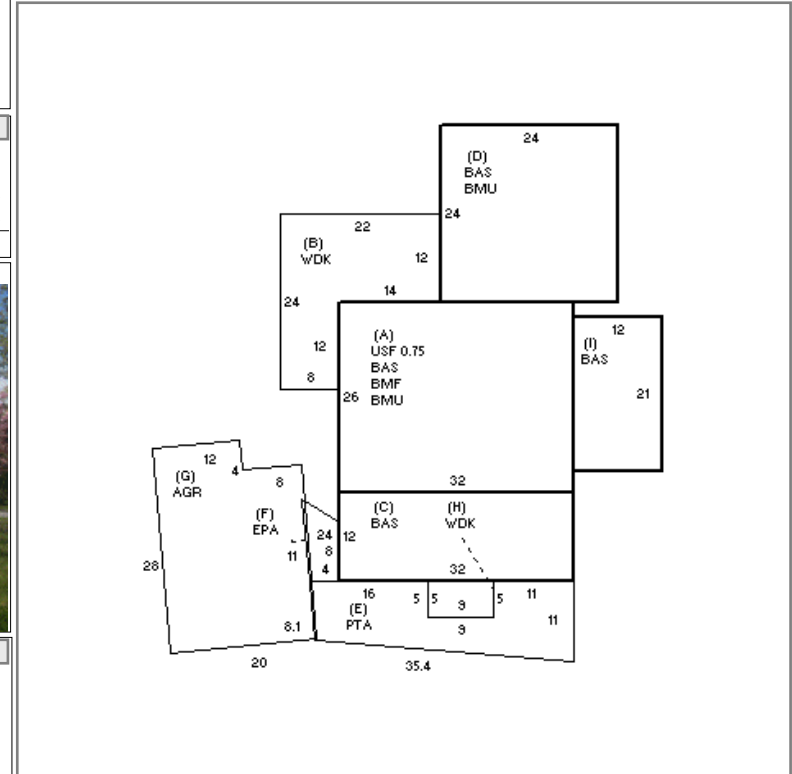 24
(D)
BAS
BMU
24
22
(B)
WDK
12
14
24
12
8
(A)
USF 0.75
BAS
BMF
BMU
26
32
12
(I)
BAS
21
12
4
8
(G)
AGR
(F)
EPA
28
11
8.1
20
24
8
4
(C)
BAS
12
(H)
WDK
32
16
5
5
9
5
11
11
(E)
PTA
9
35.4